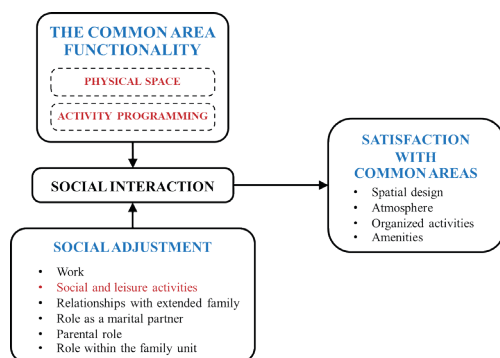 THE COMMON AREA
FUNCTIONALITY
PHYSICAL SPACE
ACTIVITY PROGRAMMING
SOCIAL INTERACTION
SATISFACTION
WITH
COMMON AREAS
• Spatial design
• Atmosphere
• Organized activities
• Amenities
SOCIAL ADJUSTMENT
• Work
• Social and leisure activities
• Relationships with extended family
• Role as a marital partner
• Parental role
• Role within the family unit